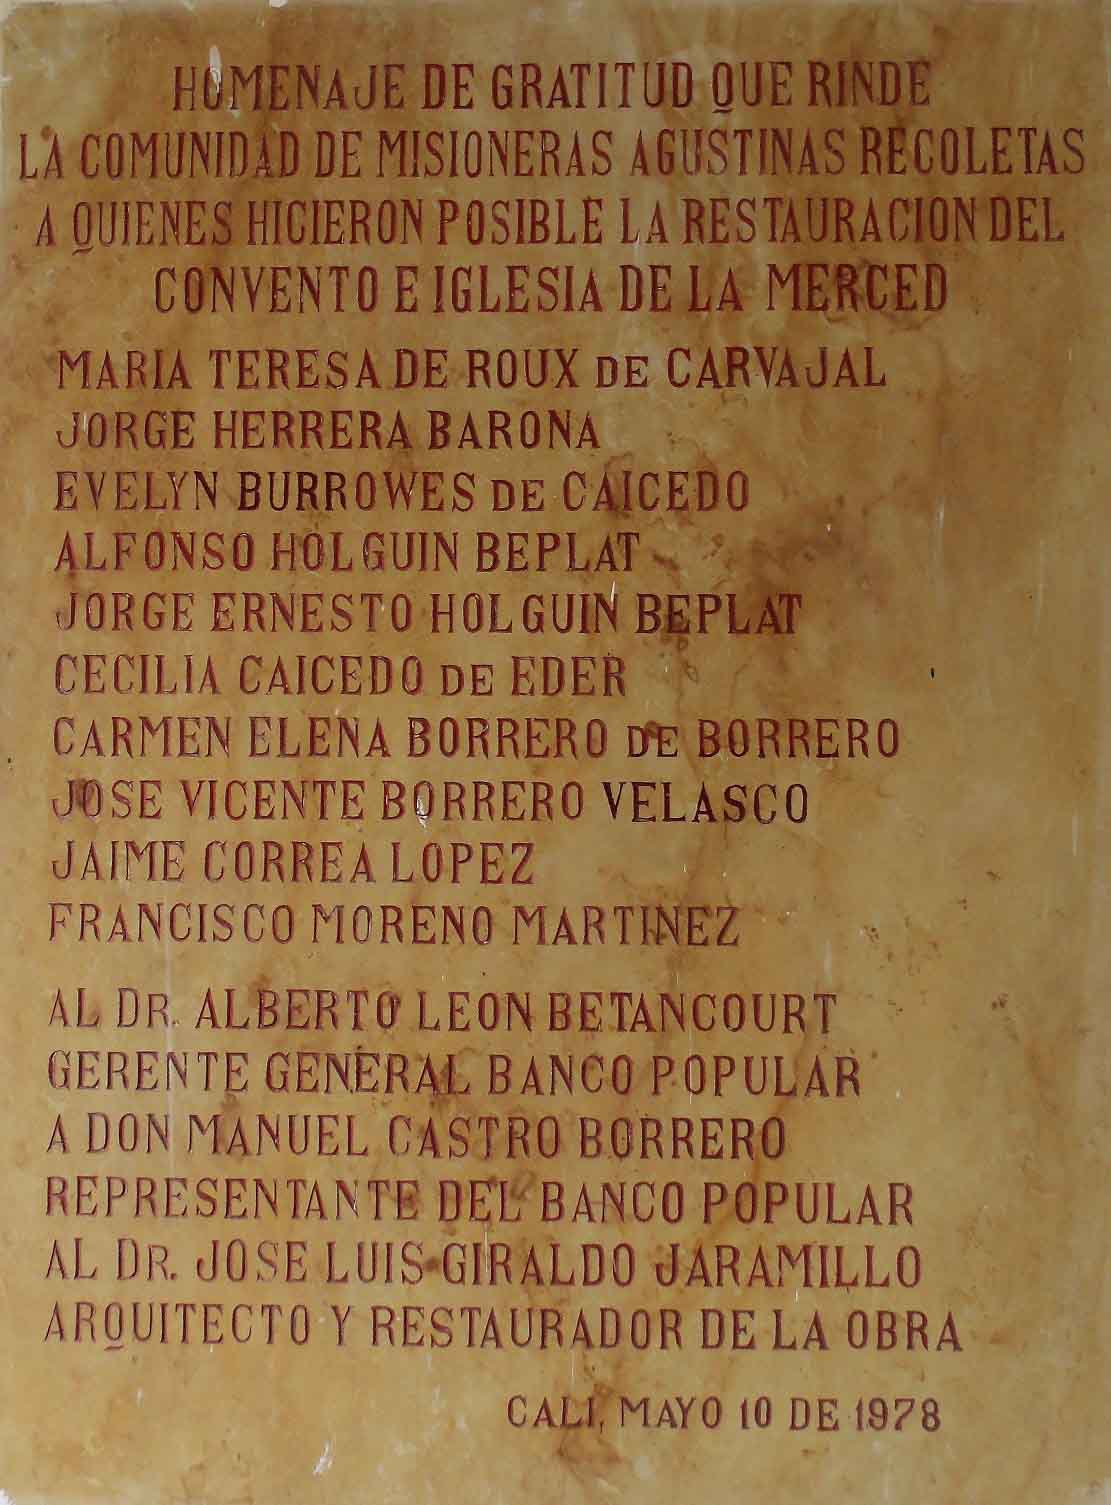 HOMENAJE DE GRATITUD QUE RINDE
LA COMUNIDAD DE MISIONERAS AGUSTINAS RECOLETAS
A QUIENES HICIERON POSIBLE LA RESTAURACION DEL
CONVENTO E IGLESIA DE LA MERCED
MARIA TERESA DE ROUX DE CARVAJAL
JORGE HERRERA BARONA
EVELYN BURROWES DE CAICEDO
ALFONSO HOLGUIN BEPLAT
JORGE ERNESTO HOLGUIN BEPLAT
CECILIA CAICEDO DE EDER
CARMEN ELENA BORRERO DE BORRERO
JOSE VICENTE BORRERO VELASCO
JAIME CORREA LOPEZ
FRANCISCO MORENO MARTINEZ
AL DR. ALBERTO LEON BETANCOURT
GERENTE GENERAL BANCO POPULAR
A DON MANUEL CASTRO BORRERO
REPRESENTANTE DEL BANCO POPULAR
AL DR. JOSE LUIS GIRALDO JARAMILLO
ARQUITECTO Y RESTAURADOR DE LA OBRA
CALI, MAYO 10 DE 1978